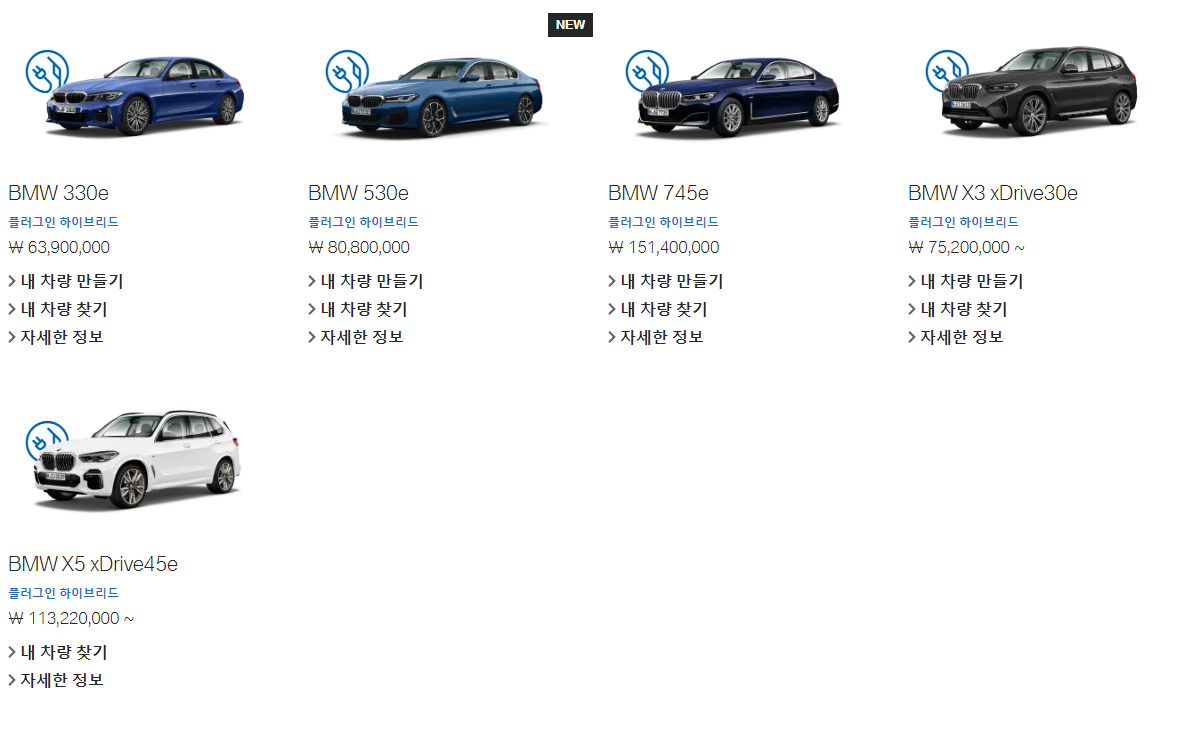 NEW
BMW 330e
플러그인 하이브리드
₩ 63,900,000
내 차량 만들기
내 차량 찾기
자세한 정보
BMW 530e
플러그인 하이브리드
₩ 80,800,000
내 차량 만들기
내 차량 찾기
자세한 정보
BMW 745e
플러그인 하이브리드
₩ 151,400,000
내 차량 만들기
내 차량 찾기
자세한 정보
BMW X3 xDrive30e
플러그인 하이브리드
₩ 75,200,000 ~
내 차량 만들기
내 차량 찾기
자세한 정보
BMW X5 xDrive45e
플러그인 하이브리드
₩ 113,220,000 ~
내 차량 찾기
자세한 정보